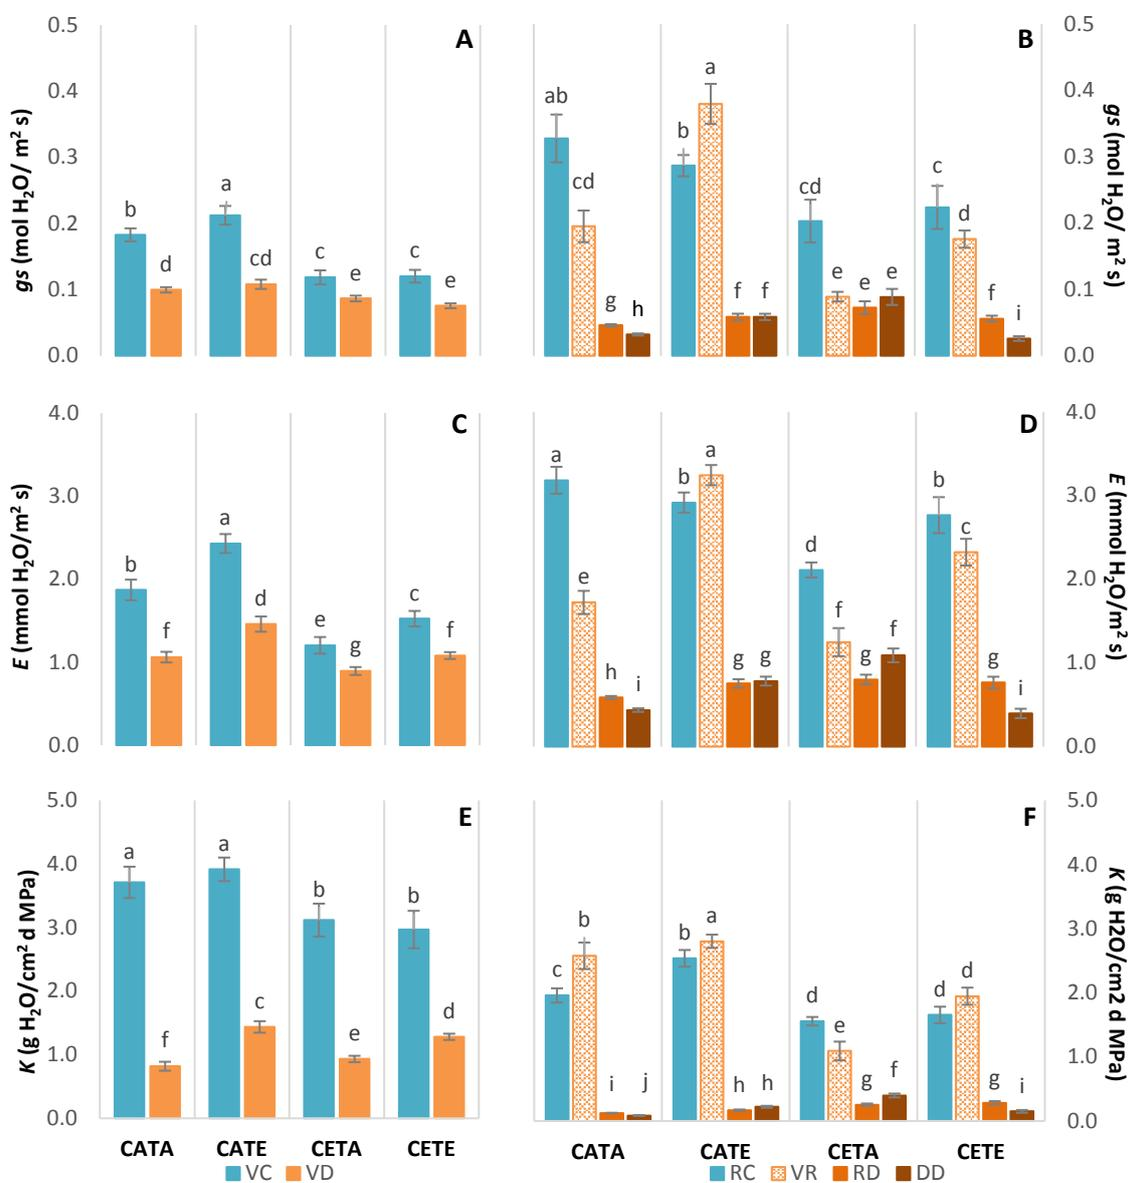 A
gs (mol H₂O/ m² s)
0.5
0.4
0.3
0.2
0.1
0.0
b
d
a
cd
c
e
c
e
B
gs (mol H₂O/ m² s)
0.5
0.4
0.3
0.2
0.1
0.0
ab
cd
g
h
b
a
f
f
cd
e
e
e
c
d
f
i
C
E (mmol H₂O/m² s)
4.0
3.0
2.0
1.0
0.0
b
f
a
d
e
g
c
f
D
E (mmol H₂O/m² s)
4.0
3.0
2.0
1.0
0.0
a
e
h
i
b
a
g
g
d
f
g
f
b
c
g
i
E
K (g H₂O/cm² d MPa)
5.0
4.0
3.0
2.0
1.0
0.0
a
f
a
c
b
e
b
d
CATA CATE CETA CETE
VC VD
F
K (g H2O/cm2 d MPa)
5.0
4.0
3.0
2.0
1.0
0.0
c
b
i
j
b
a
h
h
d
e
g
f
d
d
g
i
CATA CATE CETA CETE
RC VR RD DD